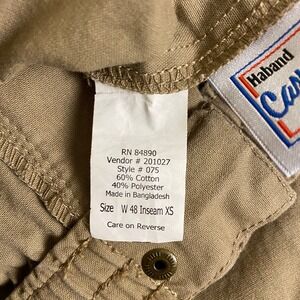 RN 84890
Vendor # 201027
Style # 075
60% Cotton
40% Polyester
Made in Bangladesh
Size W 48 Inseam XS
Care on Reverse
Haband